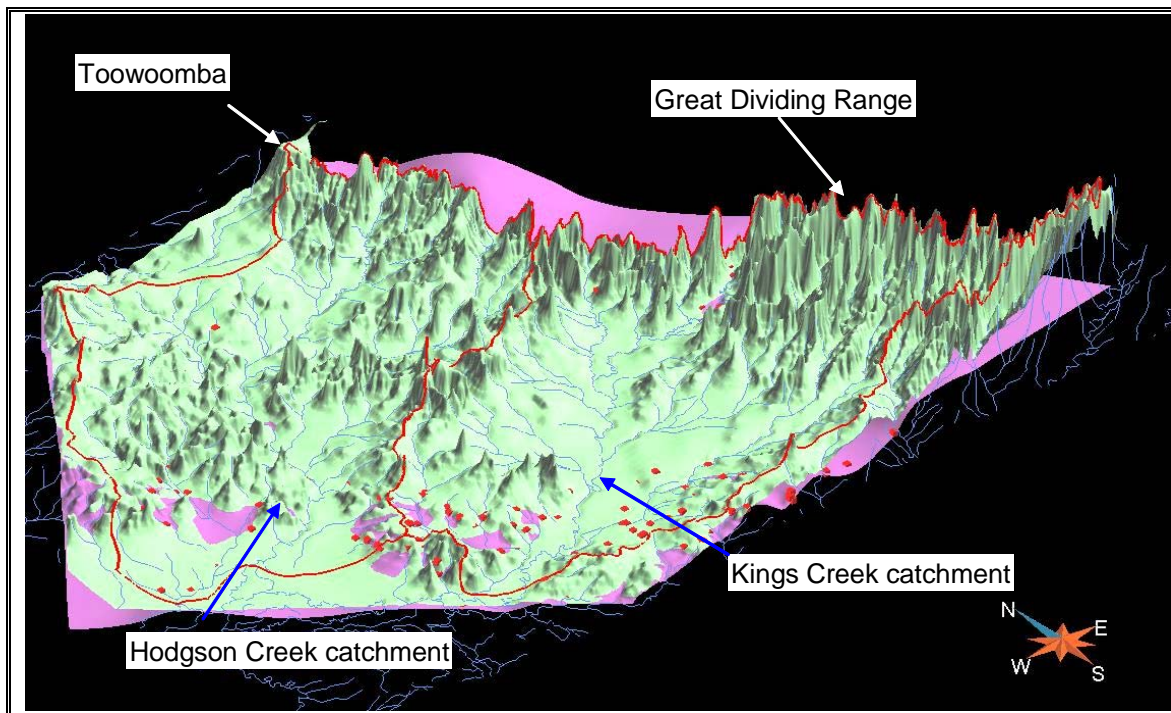 Toowoomba
Great Dividing Range
Kings Creek catchment
Hodgson Creek catchment
N
E
W
S